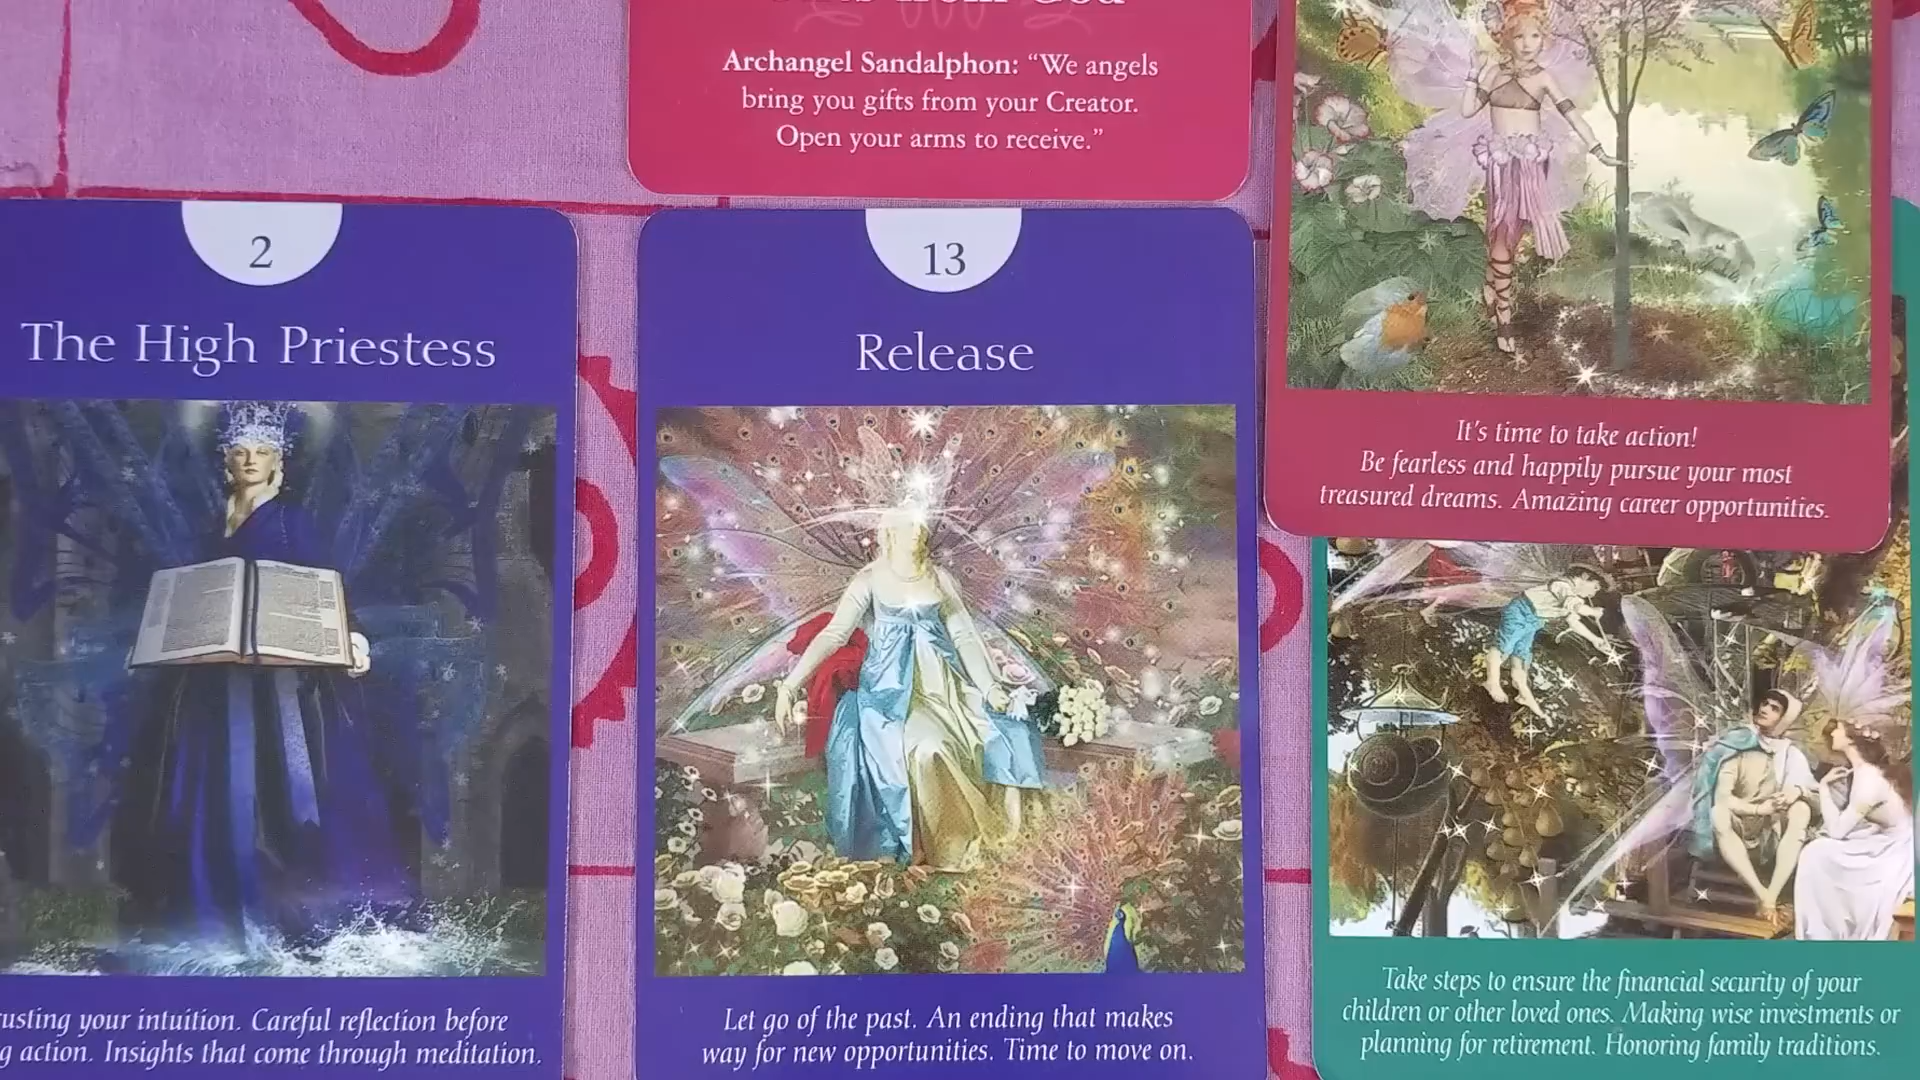 from God
Archangel Sandalphon: “We angels
bring you gifts from your Creator.
Open your arms to receive.”
2
The High Priestess
your intuition. Careful reflection before
action. Insights that come through meditation.
13
Release
Let go of the past. An ending that makes
way for new opportunities. Time to move on.
It's time to take action!
Be fearless and happily pursue your most
treasured dreams. Amazing career opportunities.
Take steps to ensure the financial security of your
children or other loved ones. Making wise investments or
planning for retirement. Honoring family traditions.